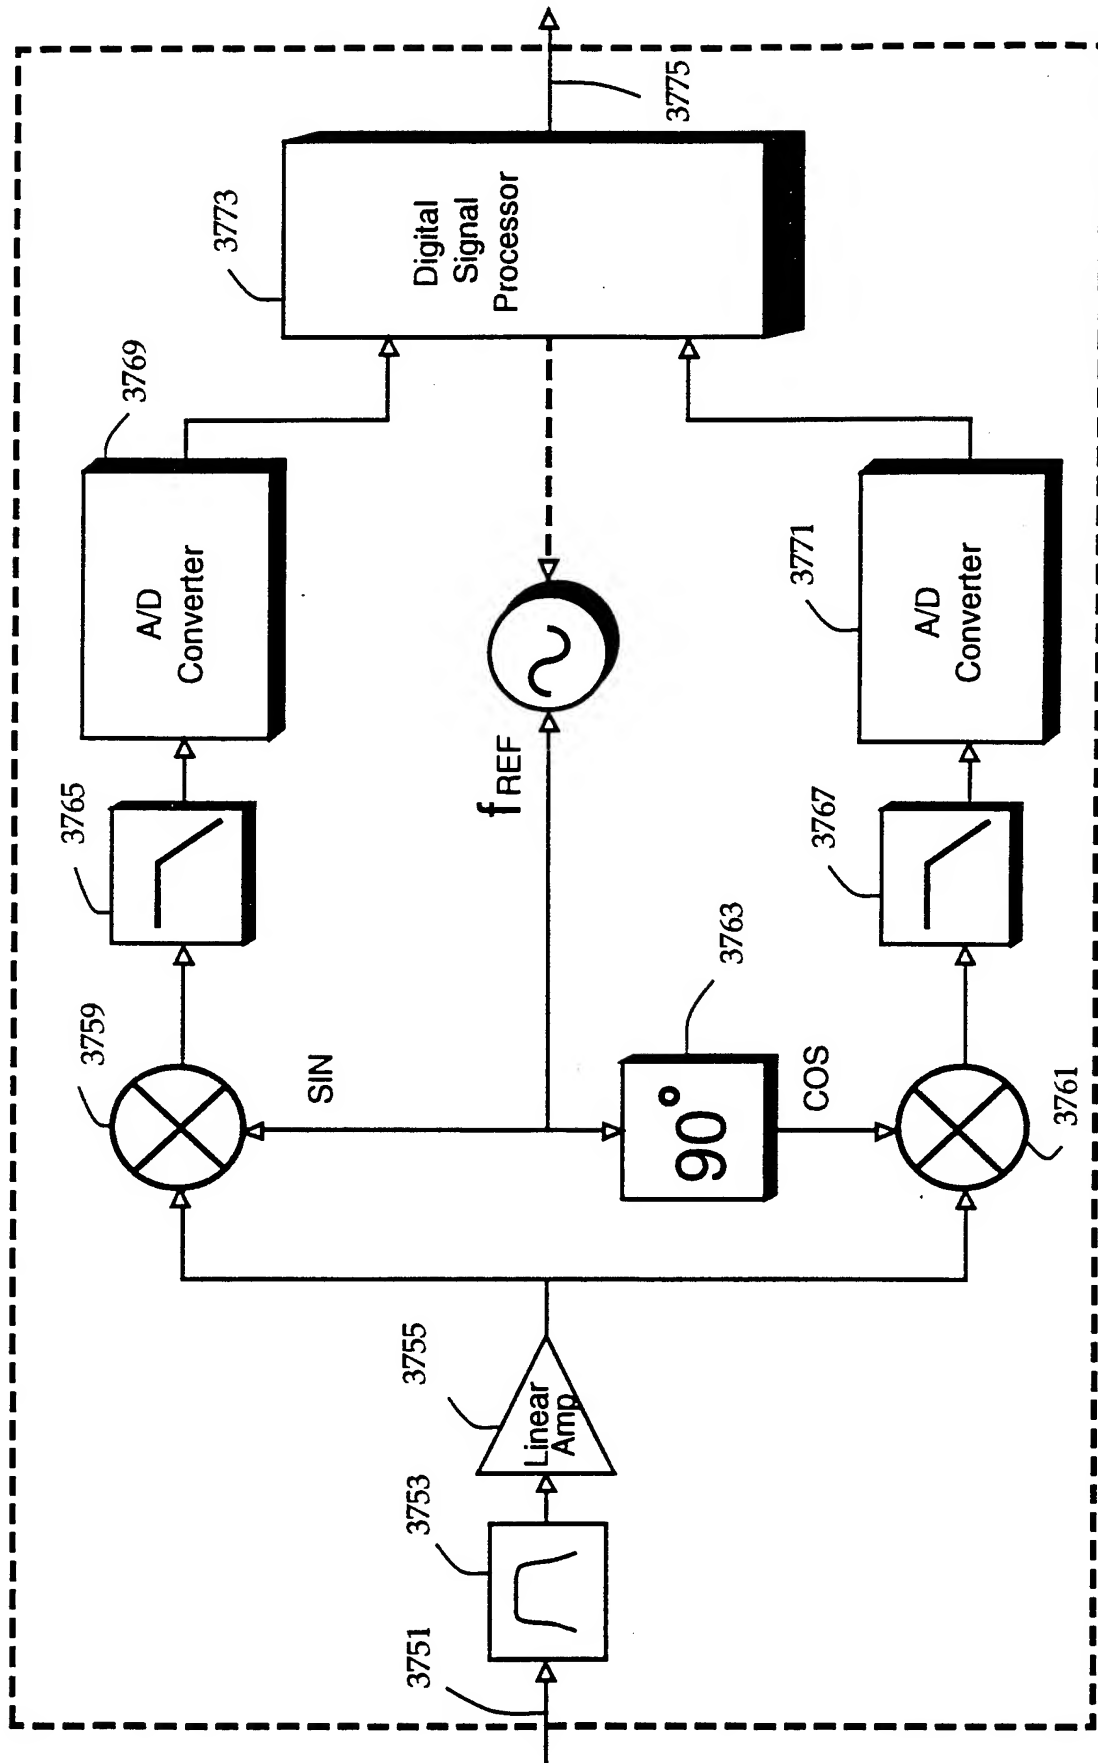 3751
3753
3755
Linear
Amp
3759
SIN
3763
90°
COS
3761
3765
fREF
3767
3769
A/D
Converter
3771
A/D
Converter
3773
Digital
Signal
Processor
3775